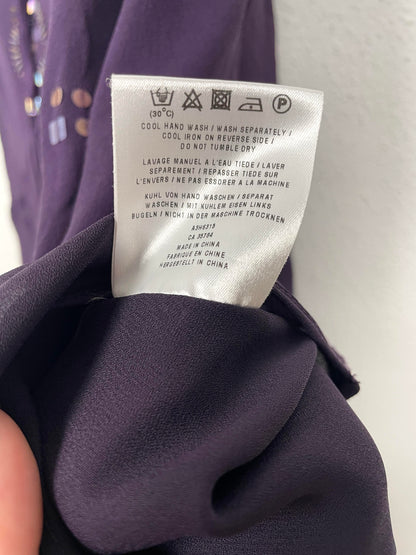 P
(30°C)
COOL HAND WASH / WASH SEPARATELY /
COOL IRON ON REVERSE SIDE /
DO NOT TUMBLE DRY
LAVAGE MANUEL A L'EAU TIEDE / LAVER
SEPAREMENT / REPASSER TIEDE SUR
L'ENVERS / NE PAS ESSORER A LA MACHINE
KUHL VON HAND WASCHEN / SEPARAT
WASCHEN / MIT KUHLEM EISEN LINKS
BUGELN / NICHT IN DER MASCHINE TROCKNEN
CA 35784
MADE IN CHINA
FABRIQUE EN CHINE
HERGESTELLT IN CHINA